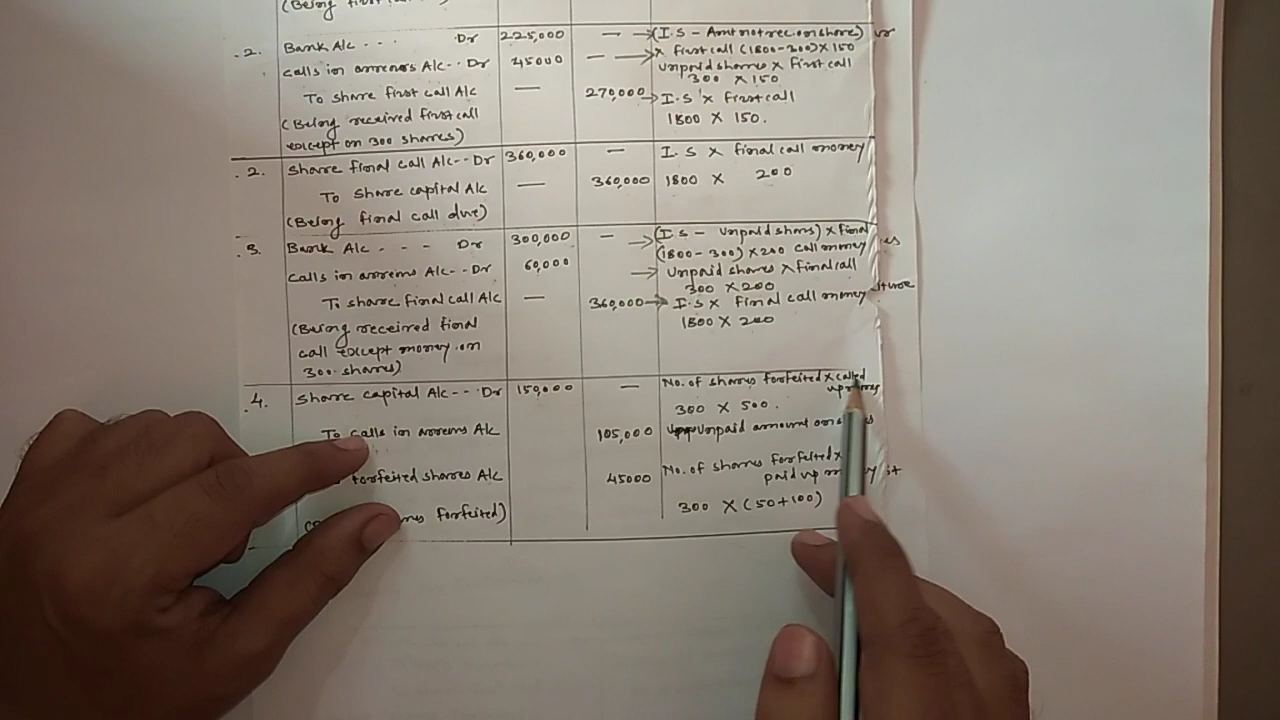 (Being first
2. Bank A/c - - - Dr 225,000 — → (I.S - Amt not rec. on share)
x first call (1800-300) X 150
calls in arrears A/c - - Dr 45000 — → unpaid shares x first call
300 X 150
To share first call A/c — 270,000 → I.S x first call
(Being received first call 1800 X 150.
except on 300 shares)
2. Share final call A/c - - Dr 360,000 — I.S x final call money
To share capital A/c — 360,000 1800 X 200
(Being final call due)
3. Bank A/c - - - Dr 300,000 — → (I.S - unpaid shares) x final
(1800-300) X 200 call money
calls in arrears A/c - - Dr 60,000 → unpaid shares x final call
300 X 200
To share final call A/c — 360,000 → I.S x final call money
(Being received final 1800 X 200
call except money on
300 shares)
4. Share capital A/c - - - Dr 150,000 — No. of shares forfeited x called
up
300 X 500.
To calls in arrears A/c 105,000 unpaid amount on
forfeited shares A/c 45000 No. of shares forfeited x
paid up
forfeited) 300 X (50+100)